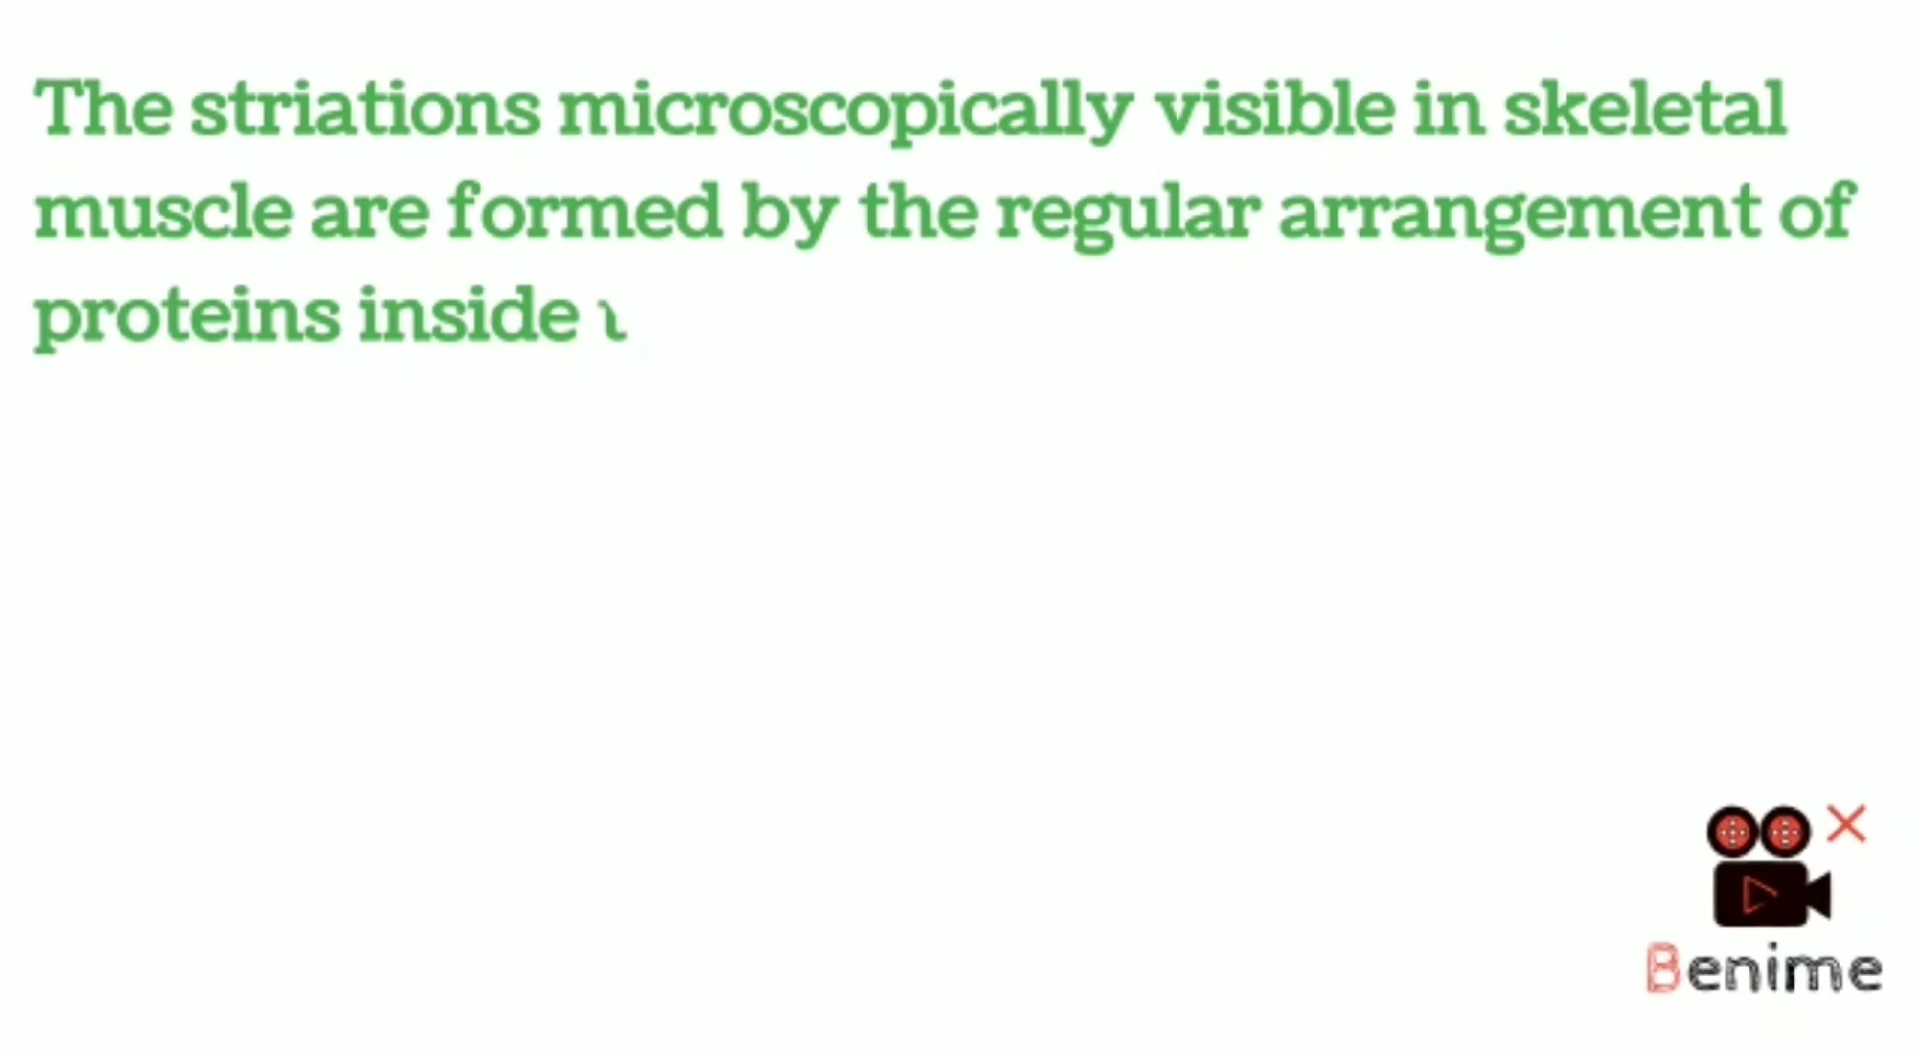 The striations microscopically visible in skeletal
muscle are formed by the regular arrangement of
proteins inside
Benime